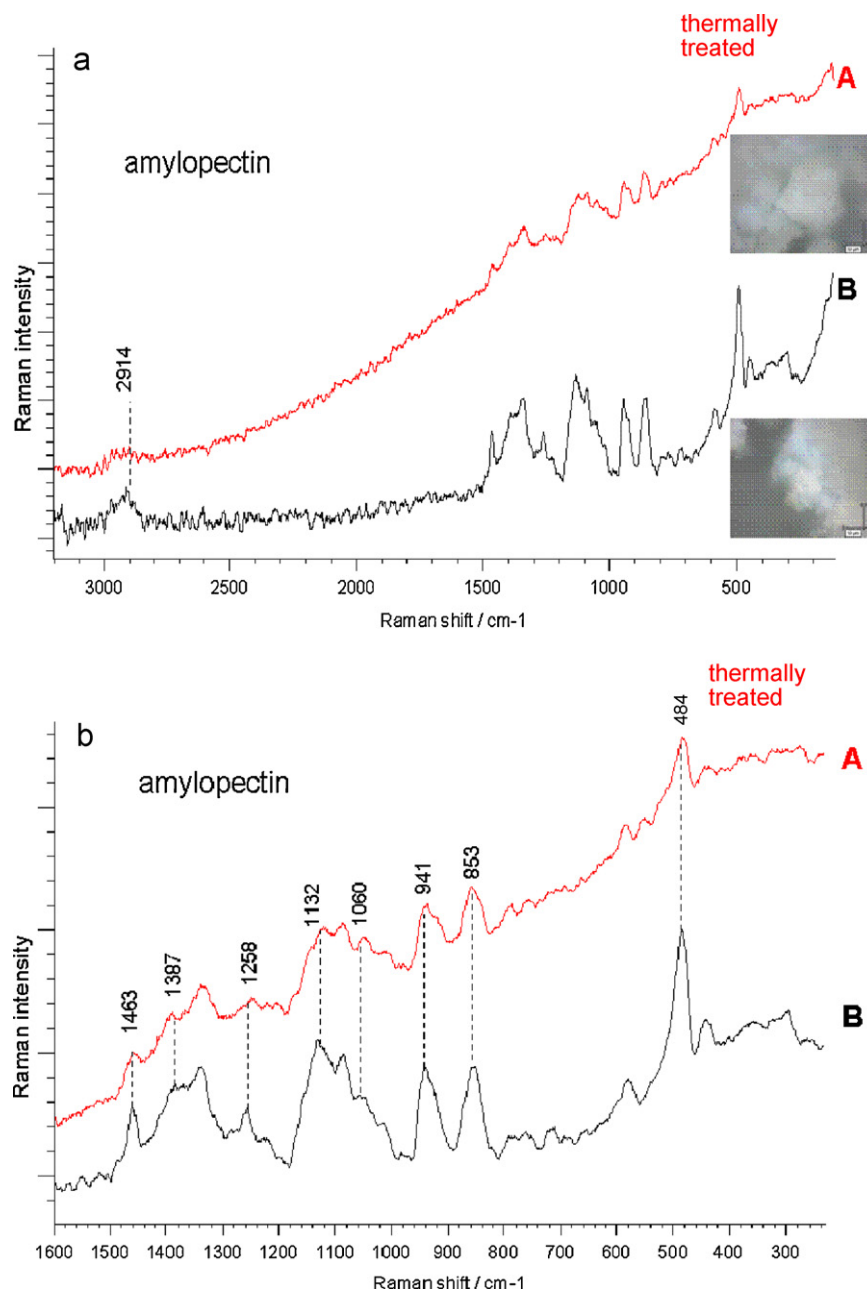 thermally
treated
a
A
amylopectin
B
2914
Raman intensity
3000 2500 2000 1500 1000 500
Raman shift / cm-1
thermally
treated
b
A
amylopectin
484
1463
1387
1258
1132
1060
941
853
B
Raman intensity
1600 1500 1400 1300 1200 1100 1000 900 800 700 600 500 400 300
Raman shift / cm-1